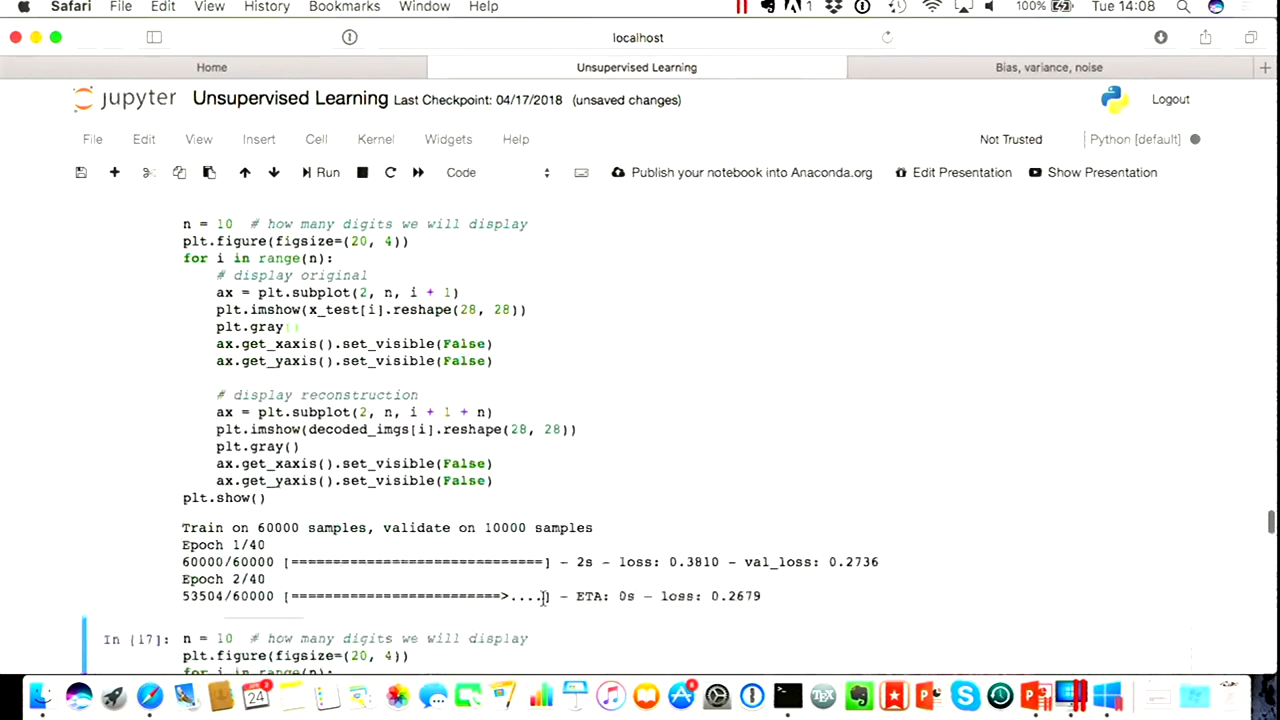 Safari File Edit View History Bookmarks Window Help 1 100% Tue 14:08
localhost
Home Unsupervised Learning Bias, variance, noise
jupyter Unsupervised Learning Last Checkpoint: 04/17/2018 (unsaved changes) Logout
File Edit View Insert Cell Kernel Widgets Help Not Trusted Python [default]
Run Code Publish your notebook into Anaconda.org Edit Presentation Show Presentation
n = 10 # how many digits we will display
plt.figure(figsize=(20, 4))
for i in range(n):
# display original
ax = plt.subplot(2, n, i + 1)
plt.imshow(x_test[i].reshape(28, 28))
plt.gray()
ax.get_xaxis().set_visible(False)
ax.get_yaxis().set_visible(False)
# display reconstruction
ax = plt.subplot(2, n, i + 1 + n)
plt.imshow(decoded_imgs[i].reshape(28, 28))
plt.gray()
ax.get_xaxis().set_visible(False)
ax.get_yaxis().set_visible(False)
plt.show()
Train on 60000 samples, validate on 10000 samples
Epoch 1/40
60000/60000 [==============================] - 2s - loss: 0.3810 - val_loss: 0.2736
Epoch 2/40
53504/60000 [==========================>....] - ETA: 0s - loss: 0.2679
In [17]: n = 10 # how many digits we will display
plt.figure(figsize=(20, 4))
for i in range(n):
24
TEX